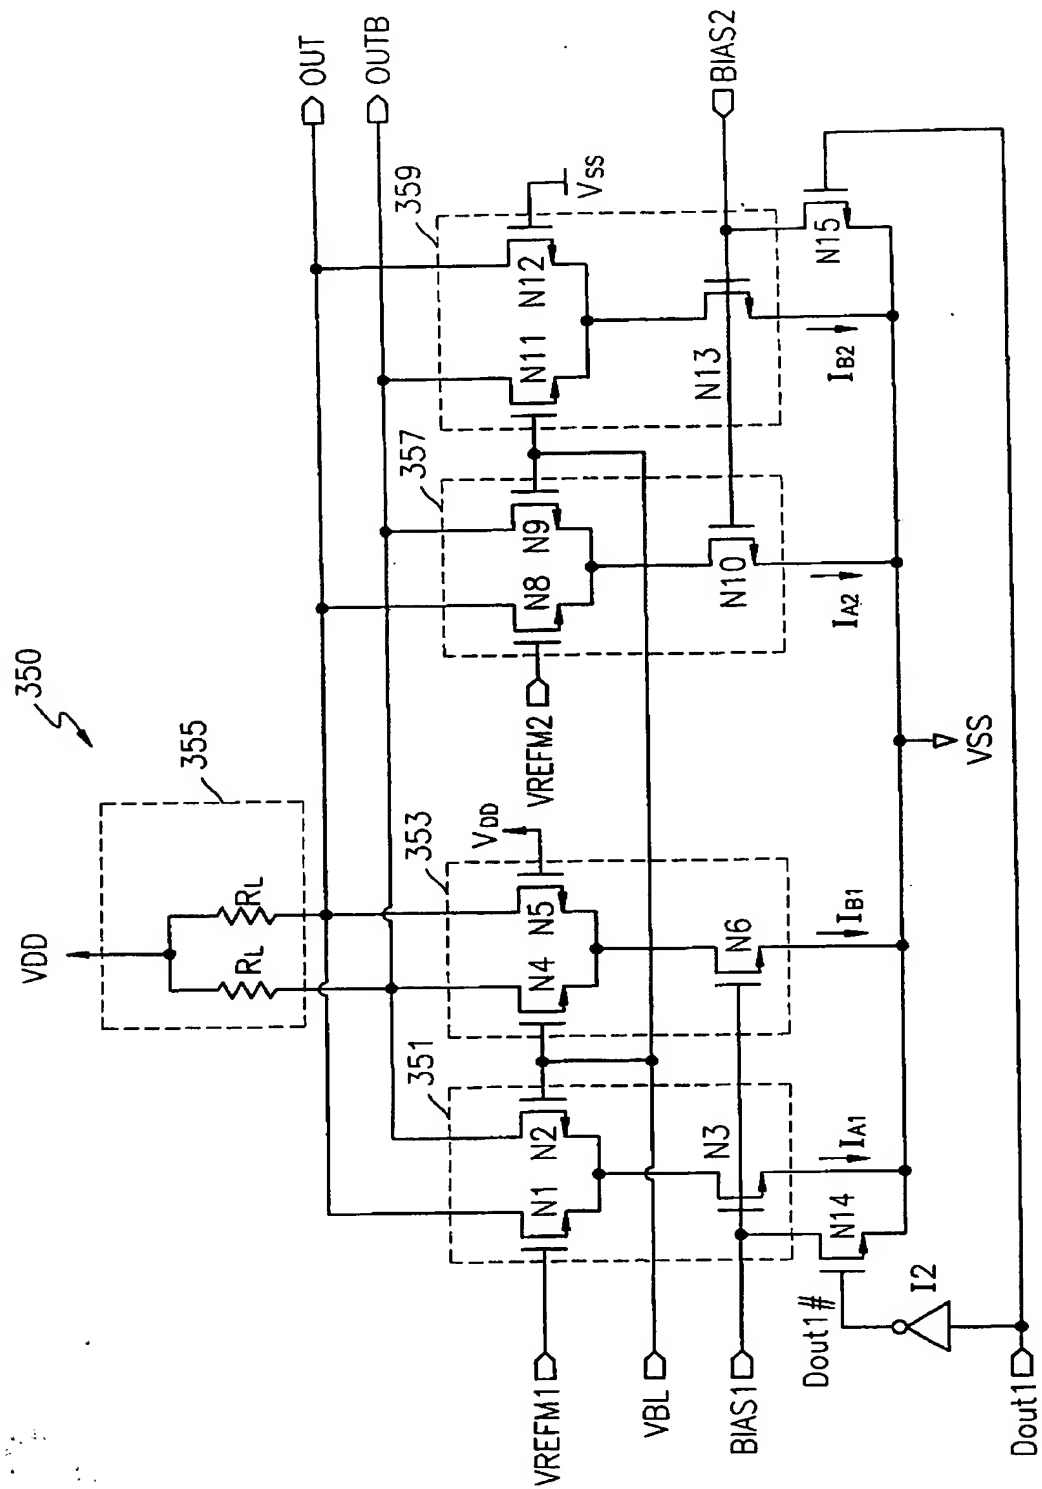 350
VDD
355
RL
RL
OUT
OUTB
351
353
357
359
VDD
Vss
N1
N2
N4
N5
N8
N9
N11
N12
VREFM1
VREFM2
VBL
BIAS1
BIAS2
N3
N6
N10
N13
N14
N15
IA1
IB1
IA2
IB2
Dout1#
I2
VSS
Dout1